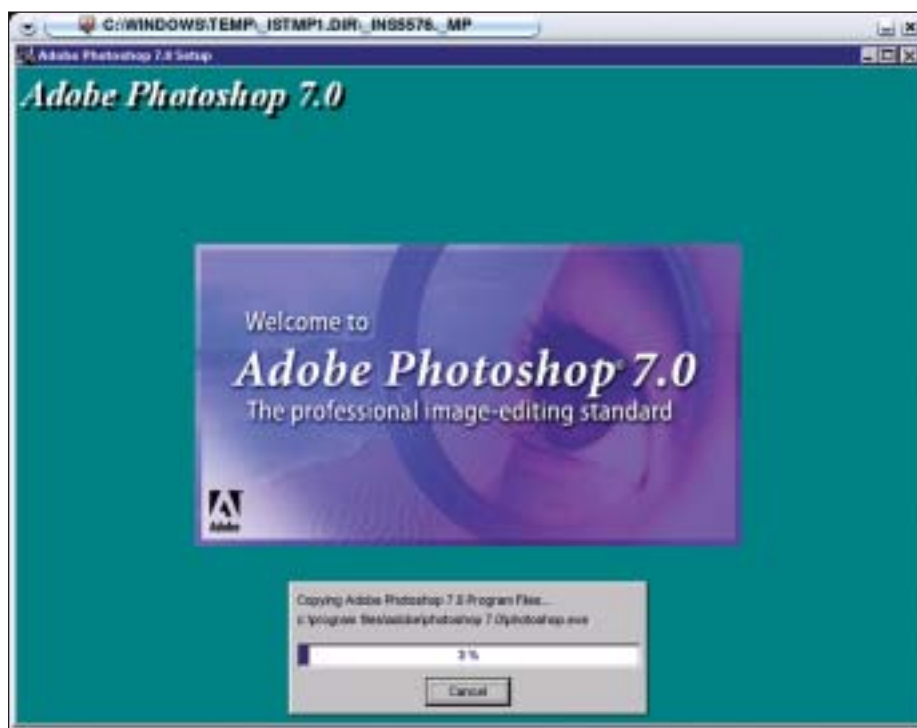 C:\WINDOWS\TEMP\_ISTMP1.DIR\_INS5576._MP
Adobe Photoshop 7.0 Setup
Adobe Photoshop 7.0
Welcome to
Adobe Photoshop® 7.0
The professional image-editing standard
Adobe
Copying Adobe Photoshop 7.0 Program Files...
c:\program files\adobe\photoshop 7.0\photoshop.exe
3 %
Cancel